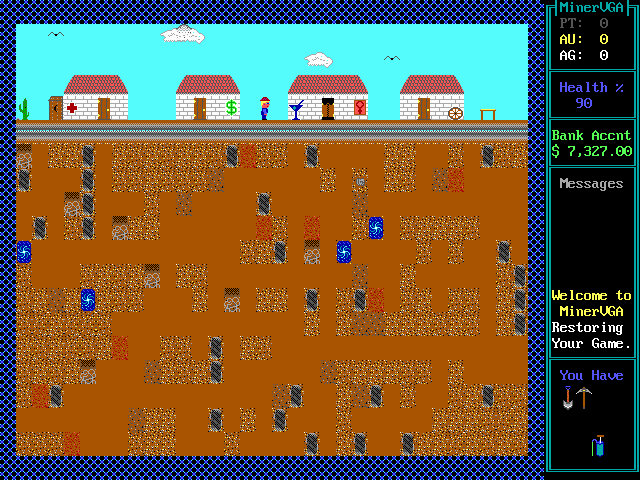 MinerVGA
PT: 0
AU: 0
AG: 0
Health %
90
Bank Accnt
$ 7,327.00
Messages
Welcome to
MinerVGA
Restoring
Your Game.
You Have
$